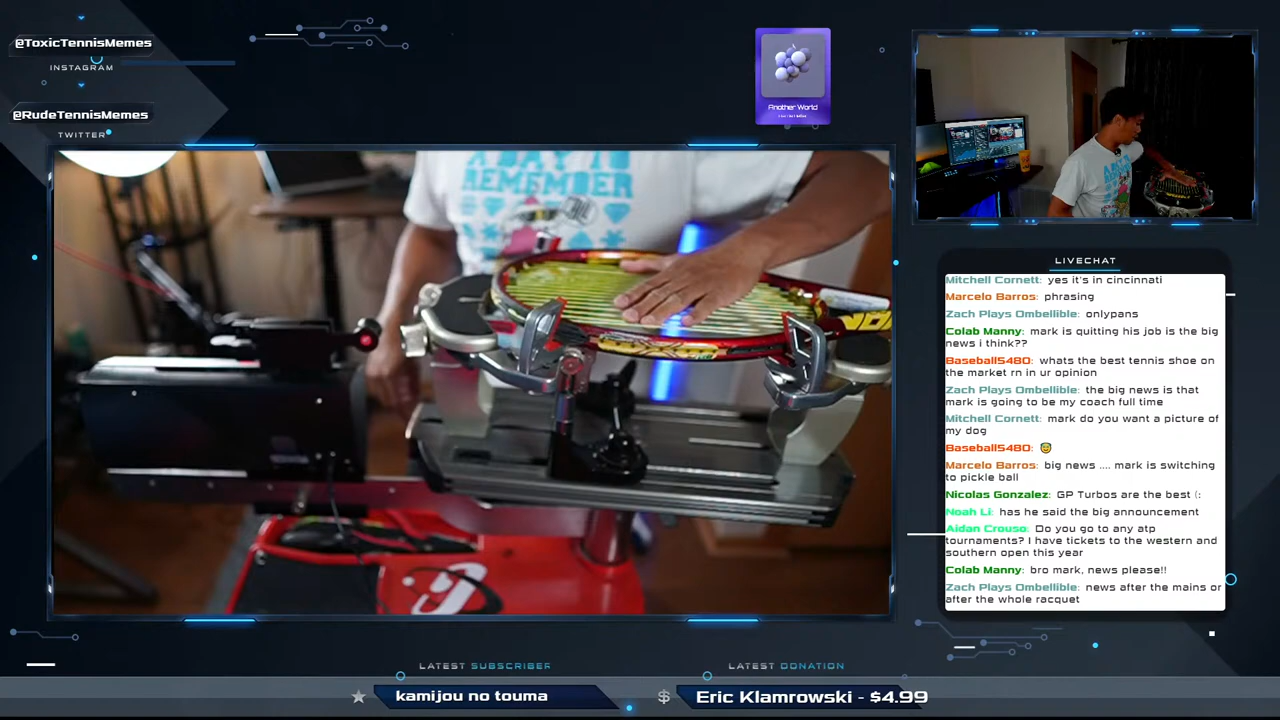 @ToxicTennisMemes
INSTAGRAM
@RudeTennisMemes
TWITTER
Another World
A DAY TO
REMEMBER
LIVECHAT
Mitchell Cornett: yes it's in cincinnati
Marcelo Barros: phrasing
Zach Plays Ombellible: onlypans
Colab Manny: mark is quitting his job is the big
news i think??
Baseball5480: whats the best tennis shoe on
the market rn in ur opinion
Zach Plays Ombellible: the big news is that
mark is going to be my coach full time
Mitchell Cornett: mark do you want a picture of
my dog
Baseball5480: 😇
Marcelo Barros: big news .... mark is switching
to pickle ball
Nicolas Gonzalez: GP Turbos are the best (:
Noah Li: has he said the big announcement
Aidan Crouso: Do you go to any atp
tournaments? I have tickets to the western and
southern open this year
Colab Manny: bro mark, news please!!
Zach Plays Ombellible: news after the mains or
after the whole racquet
LATEST SUBSCRIBER
kamijou no touma
LATEST DONATION
$ Eric Klamrowski - $4.99